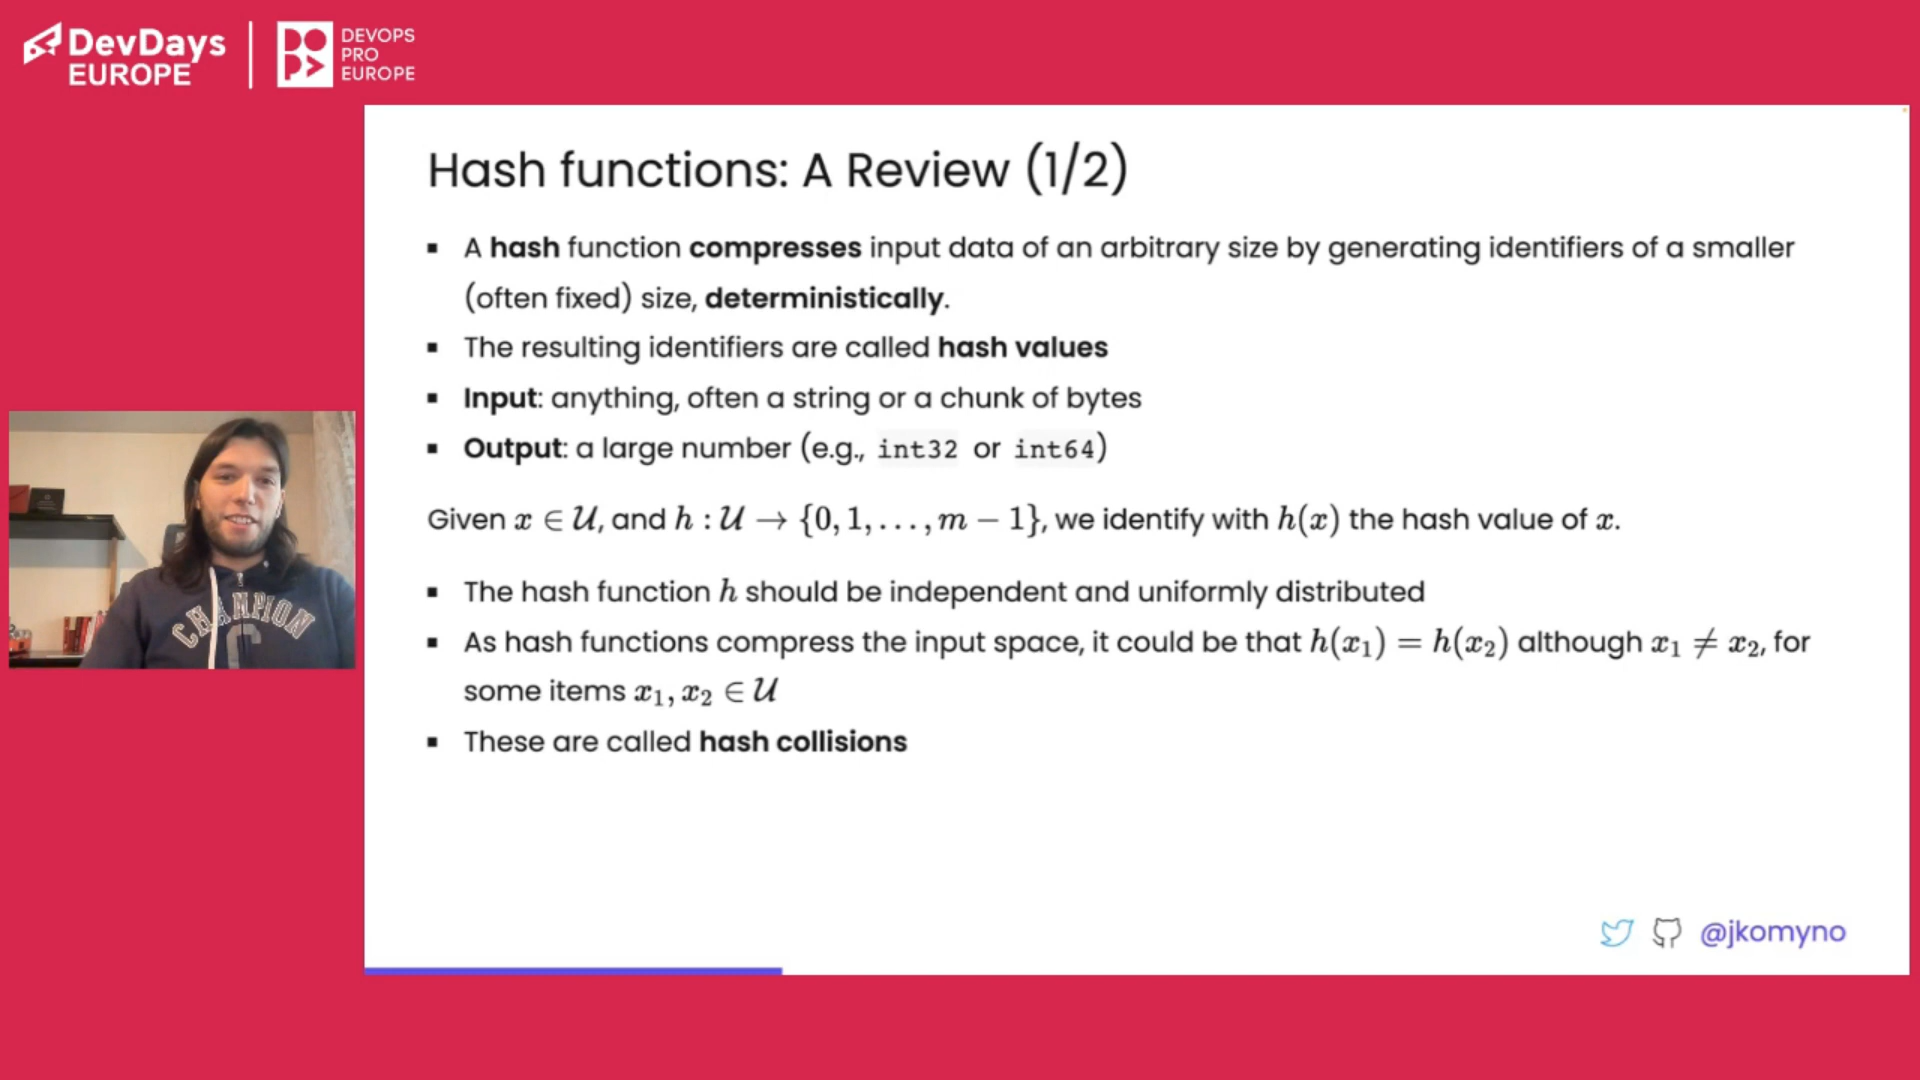 DevDays
EUROPE
DEVOPS
PRO
EUROPE
Hash functions: A Review (1/2)
▪ A hash function compresses input data of an arbitrary size by generating identifiers of a smaller
(often fixed) size, deterministically.
▪ The resulting identifiers are called hash values
▪ Input: anything, often a string or a chunk of bytes
▪ Output: a large number (e.g., int32 or int64)
Given x ∈ 𝒰, and h : 𝒰 → {0, 1, . . . , m − 1}, we identify with h(x) the hash value of x.
▪ The hash function h should be independent and uniformly distributed
▪ As hash functions compress the input space, it could be that h(x₁) = h(x₂) although x₁ ≠ x₂, for
some items x₁, x₂ ∈ 𝒰
▪ These are called hash collisions
CHAMPION
C
@jkomyno